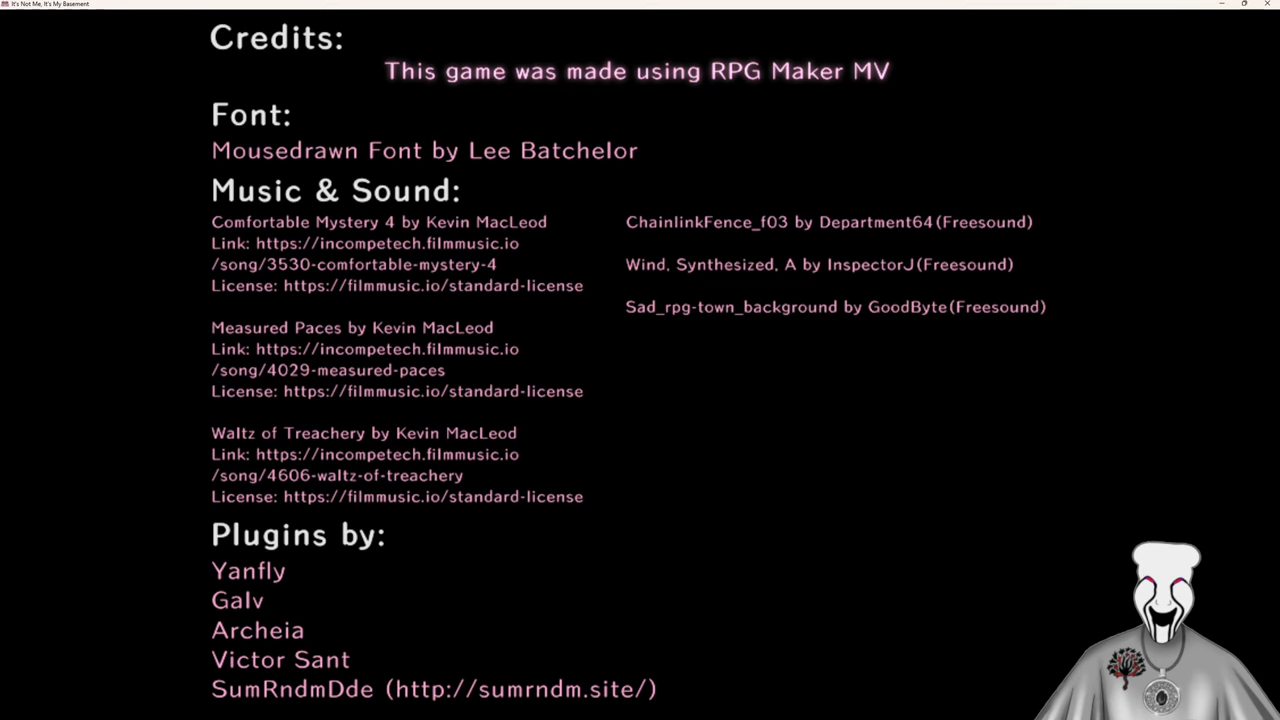 It's Not Me, It's My Basement
Credits:
This game was made using RPG Maker MV
Font:
Mousedrawn Font by Lee Batchelor
Music & Sound:
Comfortable Mystery 4 by Kevin MacLeod
Link: https://incompetech.filmmusic.io
/song/3530-comfortable-mystery-4
License: https://filmmusic.io/standard-license
Measured Paces by Kevin MacLeod
Link: https://incompetech.filmmusic.io
/song/4029-measured-paces
License: https://filmmusic.io/standard-license
Waltz of Treachery by Kevin MacLeod
Link: https://incompetech.filmmusic.io
/song/4606-waltz-of-treachery
License: https://filmmusic.io/standard-license
ChainlinkFence_f03 by Department64(Freesound)
Wind, Synthesized, A by InspectorJ(Freesound)
Sad_rpg-town_background by GoodByte(Freesound)
Plugins by:
Yanfly
Galv
Archeia
Victor Sant
SumRndmDde (http://sumrndm.site/)